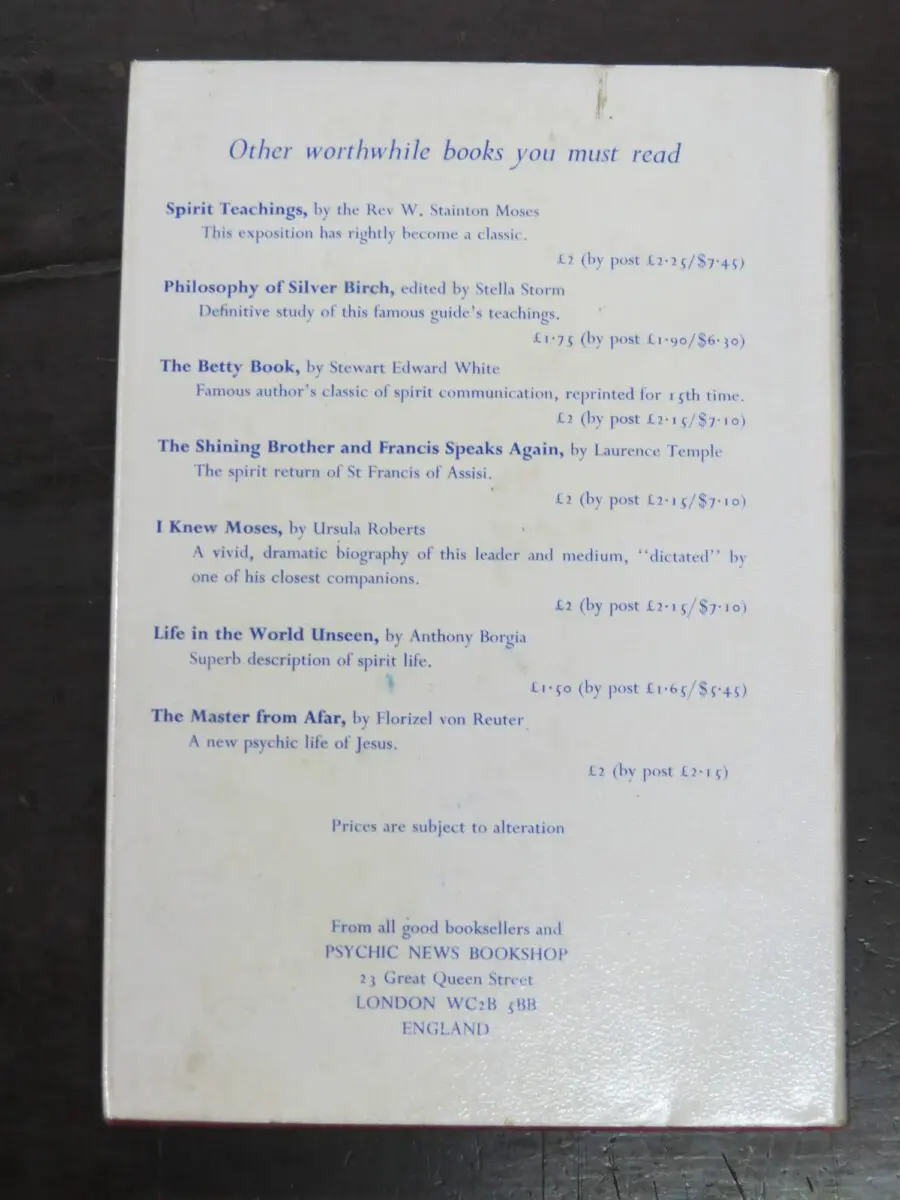 Other worthwhile books you must read
Spirit Teachings, by the Rev W. Stainton Moses
This exposition has rightly become a classic.
£2 (by post £2·25/$7·45)
Philosophy of Silver Birch, edited by Stella Storm
Definitive study of this famous guide's teachings.
£1·75 (by post £1·90/$6·30)
The Betty Book, by Stewart Edward White
Famous author's classic of spirit communication, reprinted for 15th time.
£2 (by post £2·15/$7·10)
The Shining Brother and Francis Speaks Again, by Laurence Temple
The spirit return of St Francis of Assisi.
£2 (by post £2·15/$7·10)
I Knew Moses, by Ursula Roberts
A vivid, dramatic biography of this leader and medium, "dictated" by
one of his closest companions.
£2 (by post £2·15/$7·10)
Life in the World Unseen, by Anthony Borgia
Superb description of spirit life.
£1·50 (by post £1·65/$5·45)
The Master from Afar, by Florizel von Reuter
A new psychic life of Jesus.
£2 (by post £2·15)
Prices are subject to alteration
From all good booksellers and
PSYCHIC NEWS BOOKSHOP
23 Great Queen Street
LONDON WC2B 5BB
ENGLAND